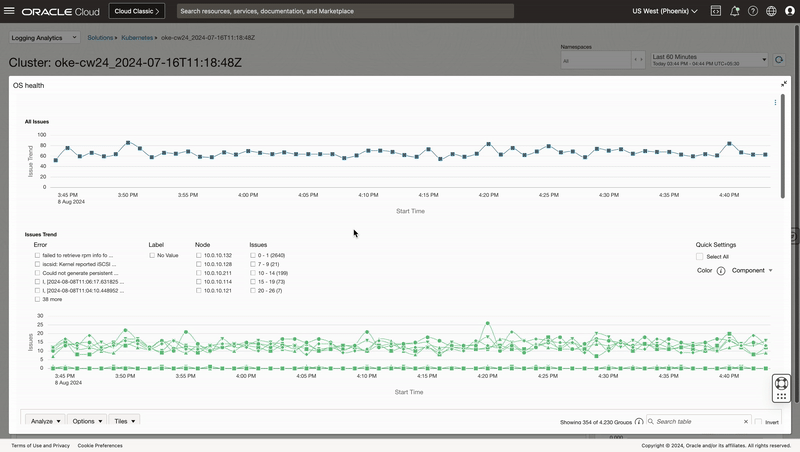 ORACLE Cloud
Cloud Classic >
Search resources, services, documentation, and Marketplace
US West (Phoenix)
Logging Analytics
Solutions
Kubernetes
oke-cw24_2024-07-16T11:18:48Z
Cluster: oke-cw24_2024-07-16T11:18:48Z
Namespaces
All
Last 60 Minutes
Today 03:44 PM - 04:44 PM UTC+05:30
OS health
All Issues
Issue Trend
100
80
60
40
20
0
3:45 PM
3:50 PM
3:55 PM
4:00 PM
4:05 PM
4:10 PM
4:15 PM
4:20 PM
4:25 PM
4:30 PM
4:35 PM
4:40 PM
8 Aug 2024
Start Time
Issues Trend
Error
failed to retrieve rpm info fo ...
iscsid: Kernel reported iSCSI ...
Could not generate persistent ...
I, [2024-08-08T11:06:17.631825 ...
I, [2024-08-08T11:04:10.448952 ...
38 more
Label
No Value
Node
10.0.10.132
10.0.10.128
10.0.10.211
10.0.10.114
10.0.10.121
Issues
0 - 1 (2640)
7 - 9 (21)
10 - 14 (199)
15 - 19 (73)
20 - 26 (7)
Quick Settings
Select All
Color
Component
Issues
30
25
20
15
10
5
0
3:45 PM
3:50 PM
3:55 PM
4:00 PM
4:05 PM
4:10 PM
4:15 PM
4:20 PM
4:25 PM
4:30 PM
4:35 PM
4:40 PM
8 Aug 2024
Start Time
Analyze
Options
Tiles
Showing 354 of 4,230 Groups
Search table
Invert
0.000
Terms of Use and Privacy
Cookie Preferences
Copyright © 2024, Oracle and/or its affiliates. All rights reserved.